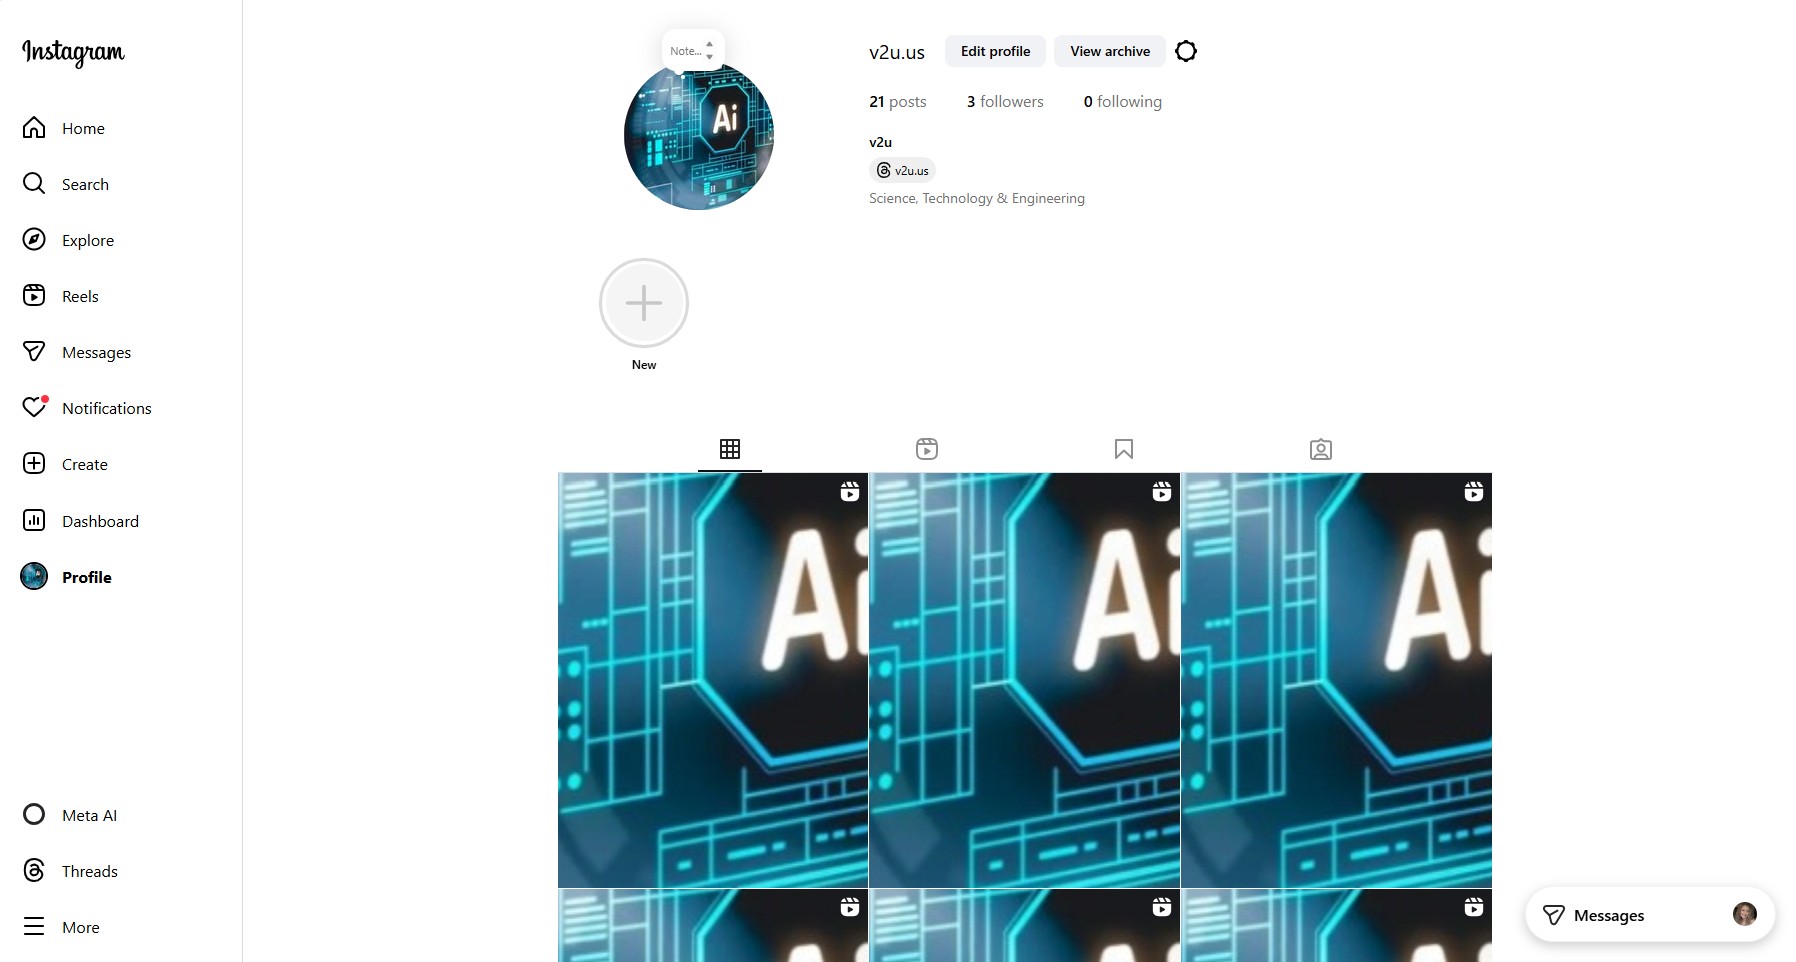 Instagram
Home
Search
Explore
Reels
Messages
Notifications
Create
Dashboard
Profile
Meta AI
Threads
More
Note...
Ai
v2u.us
Edit profile
View archive
21 posts
3 followers
0 following
v2u
v2u.us
Science, Technology & Engineering
New
Ai
Ai
Ai
Messages